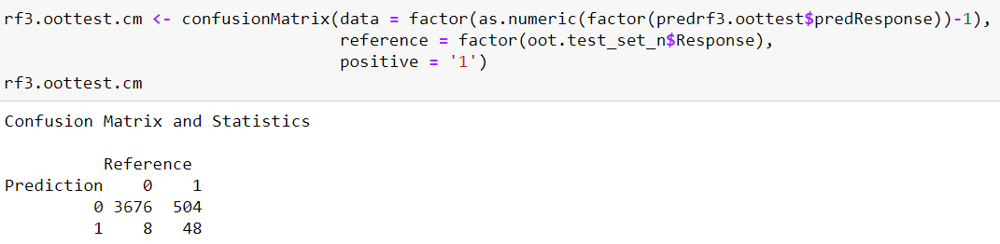 rf3.oottest.cm <- confusionMatrix(data = factor(as.numeric(factor(predrf3.oottest$predResponse))-1),
reference = factor(oot.test_set_n$Response),
positive = '1')
rf3.oottest.cm
Confusion Matrix and Statistics
Reference
Prediction 0 1
0 3676 504
1 8 48